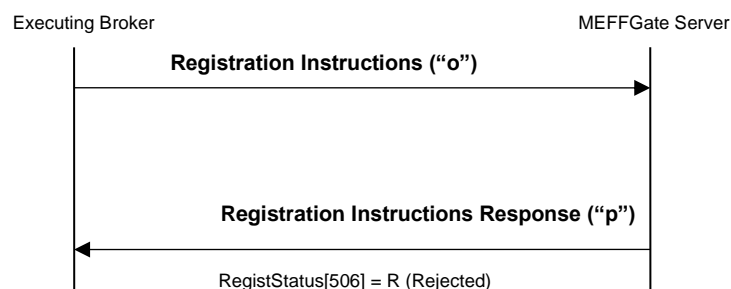 Executing Broker
MEFFGate Server
Registration Instructions (“o”)
Registration Instructions Response (“p”)
RegistStatus[506] = R (Rejected)